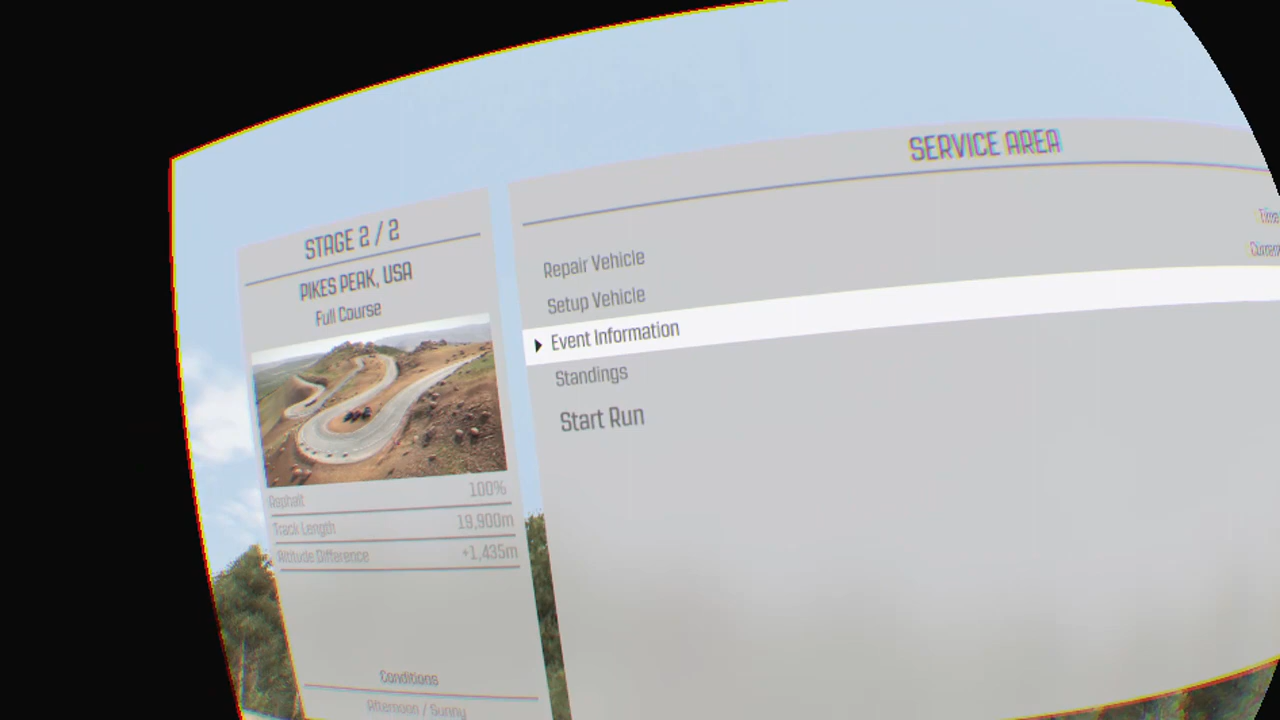 SERVICE AREA
STAGE 2 / 2
PIKES PEAK, USA
Full Course
Asphalt 100%
Track Length 19,900m
Altitude Difference +1,435m
Conditions
Afternoon / Sunny
Repair Vehicle
Setup Vehicle
Event Information
Standings
Start Run
Time